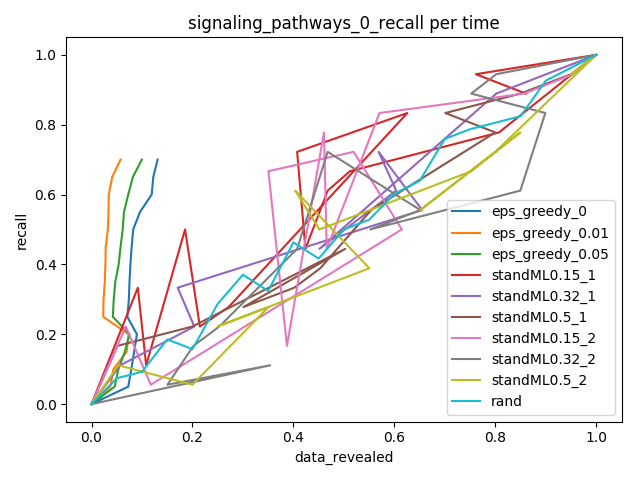 signaling_pathways_0_recall per time
1.0
0.8
0.6
0.4
0.2
0.0
recall
0.0 0.2 0.4 0.6 0.8 1.0
data_revealed
eps_greedy_0
eps_greedy_0.01
eps_greedy_0.05
standML0.15_1
standML0.32_1
standML0.5_1
standML0.15_2
standML0.32_2
standML0.5_2
rand